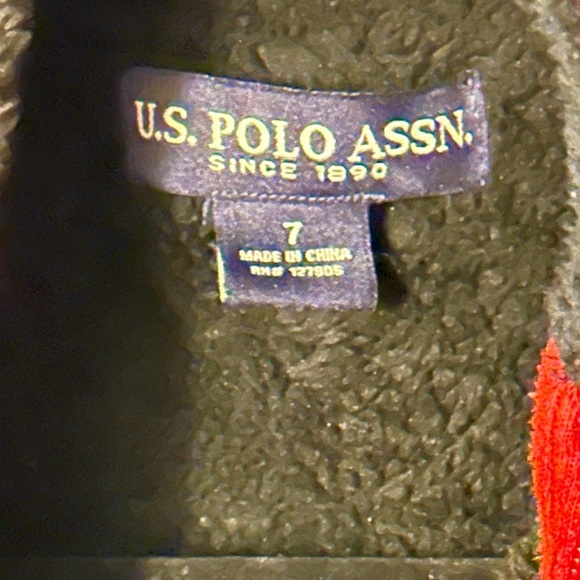 U.S. POLO ASSN.
SINCE 1890
7
MADE IN CHINA
RN# 127805